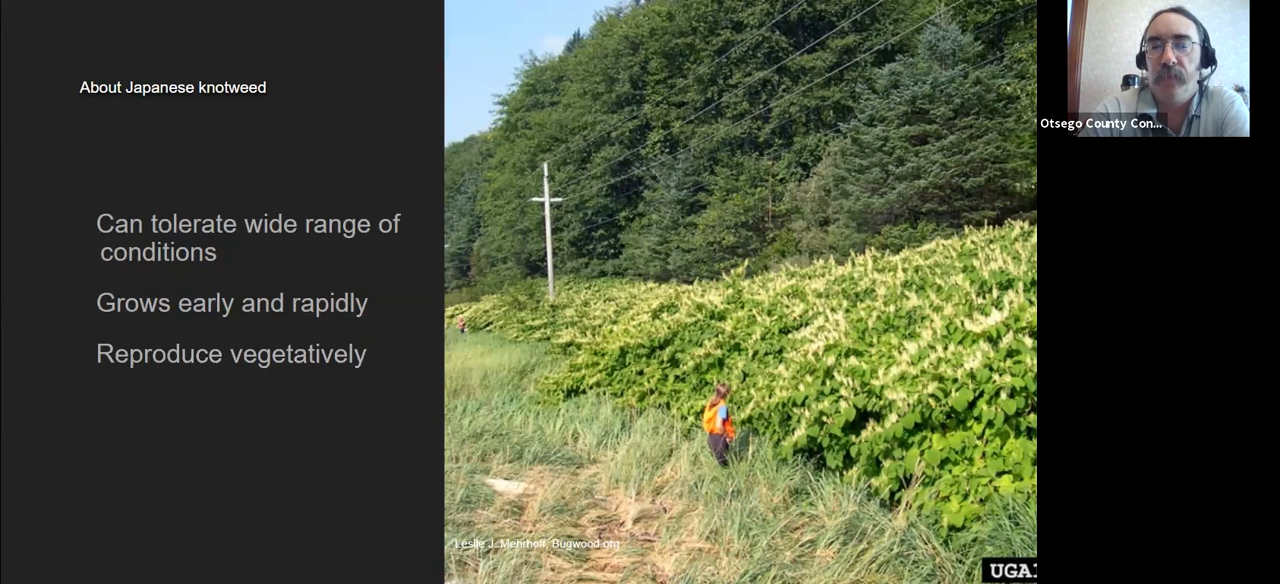 About Japanese knotweed
Can tolerate wide range of
conditions
Grows early and rapidly
Reproduce vegetatively
Otsego County Con...
Leslie J. Mehrhoff, Bugwood.org
UGA1